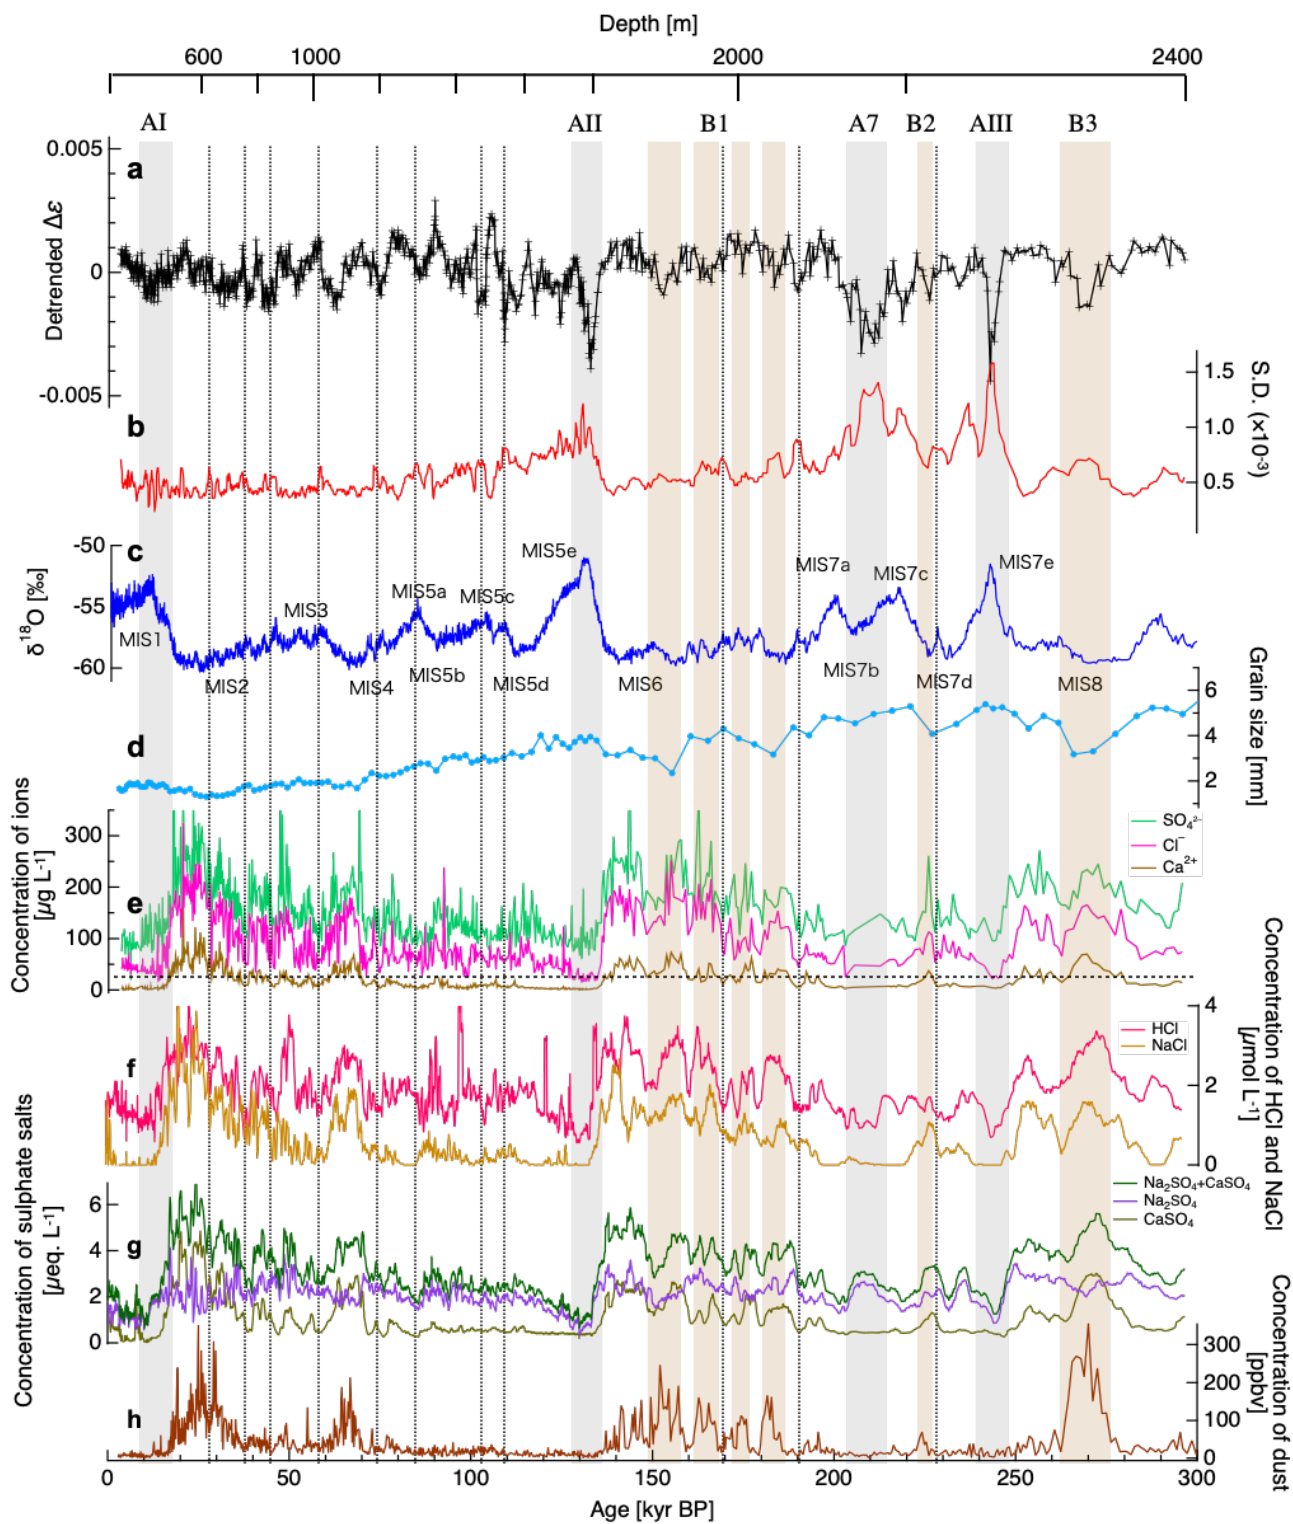 Depth [m]
600 1000 2000 2400
AI AII B1 A7 B2 AIII B3
a
0.005
0
-0.005
Detrended Δε
1.5
1.0
0.5
S.D. (×10⁻³)
b
c
-50
-55
-60
δ¹⁸O [‰]
MIS5e MIS7a MIS7c MIS7e
MIS5a MIS5c
MIS3
MIS1
MIS2 MIS4 MIS5b MIS5d MIS6 MIS7b MIS7d MIS8
6
4
2
Grain size [mm]
d
SO₄²⁻
Cl⁻
Ca²⁺
300
200
100
0
Concentration of ions
[μg L⁻¹]
e
4
2
0
Concentration of HCl and NaCl
[μmol L⁻¹]
HCl
NaCl
f
Na₂SO₄+CaSO₄
Na₂SO₄
CaSO₄
6
4
2
0
Concentration of sulphate salts
[μeq. L⁻¹]
g
300
200
100
0
Concentration of dust
[ppbv]
h
0 50 100 150 200 250 300
Age [kyr BP]